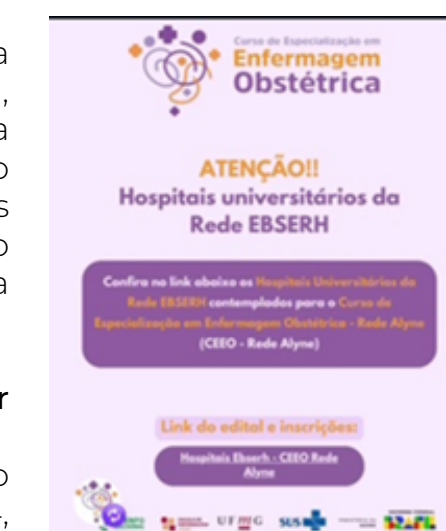 a
,
a
o
s
o
a
r
o
,
Curso de Especialização em
Enfermagem
Obstétrica
ATENÇÃO!!
Hospitais universitários da
Rede EBSERH
Confira no link abaixo os Hospitais Universitários da
Rede EBSERH contemplados para o Curso de
Especialização em Enfermagem Obstétrica - Rede Alyne
(CEEO - Rede Alyne)
Link do edital e inscrições:
Hospitais Ebserh - CEEO Rede
Alyne
UFMG
SUS